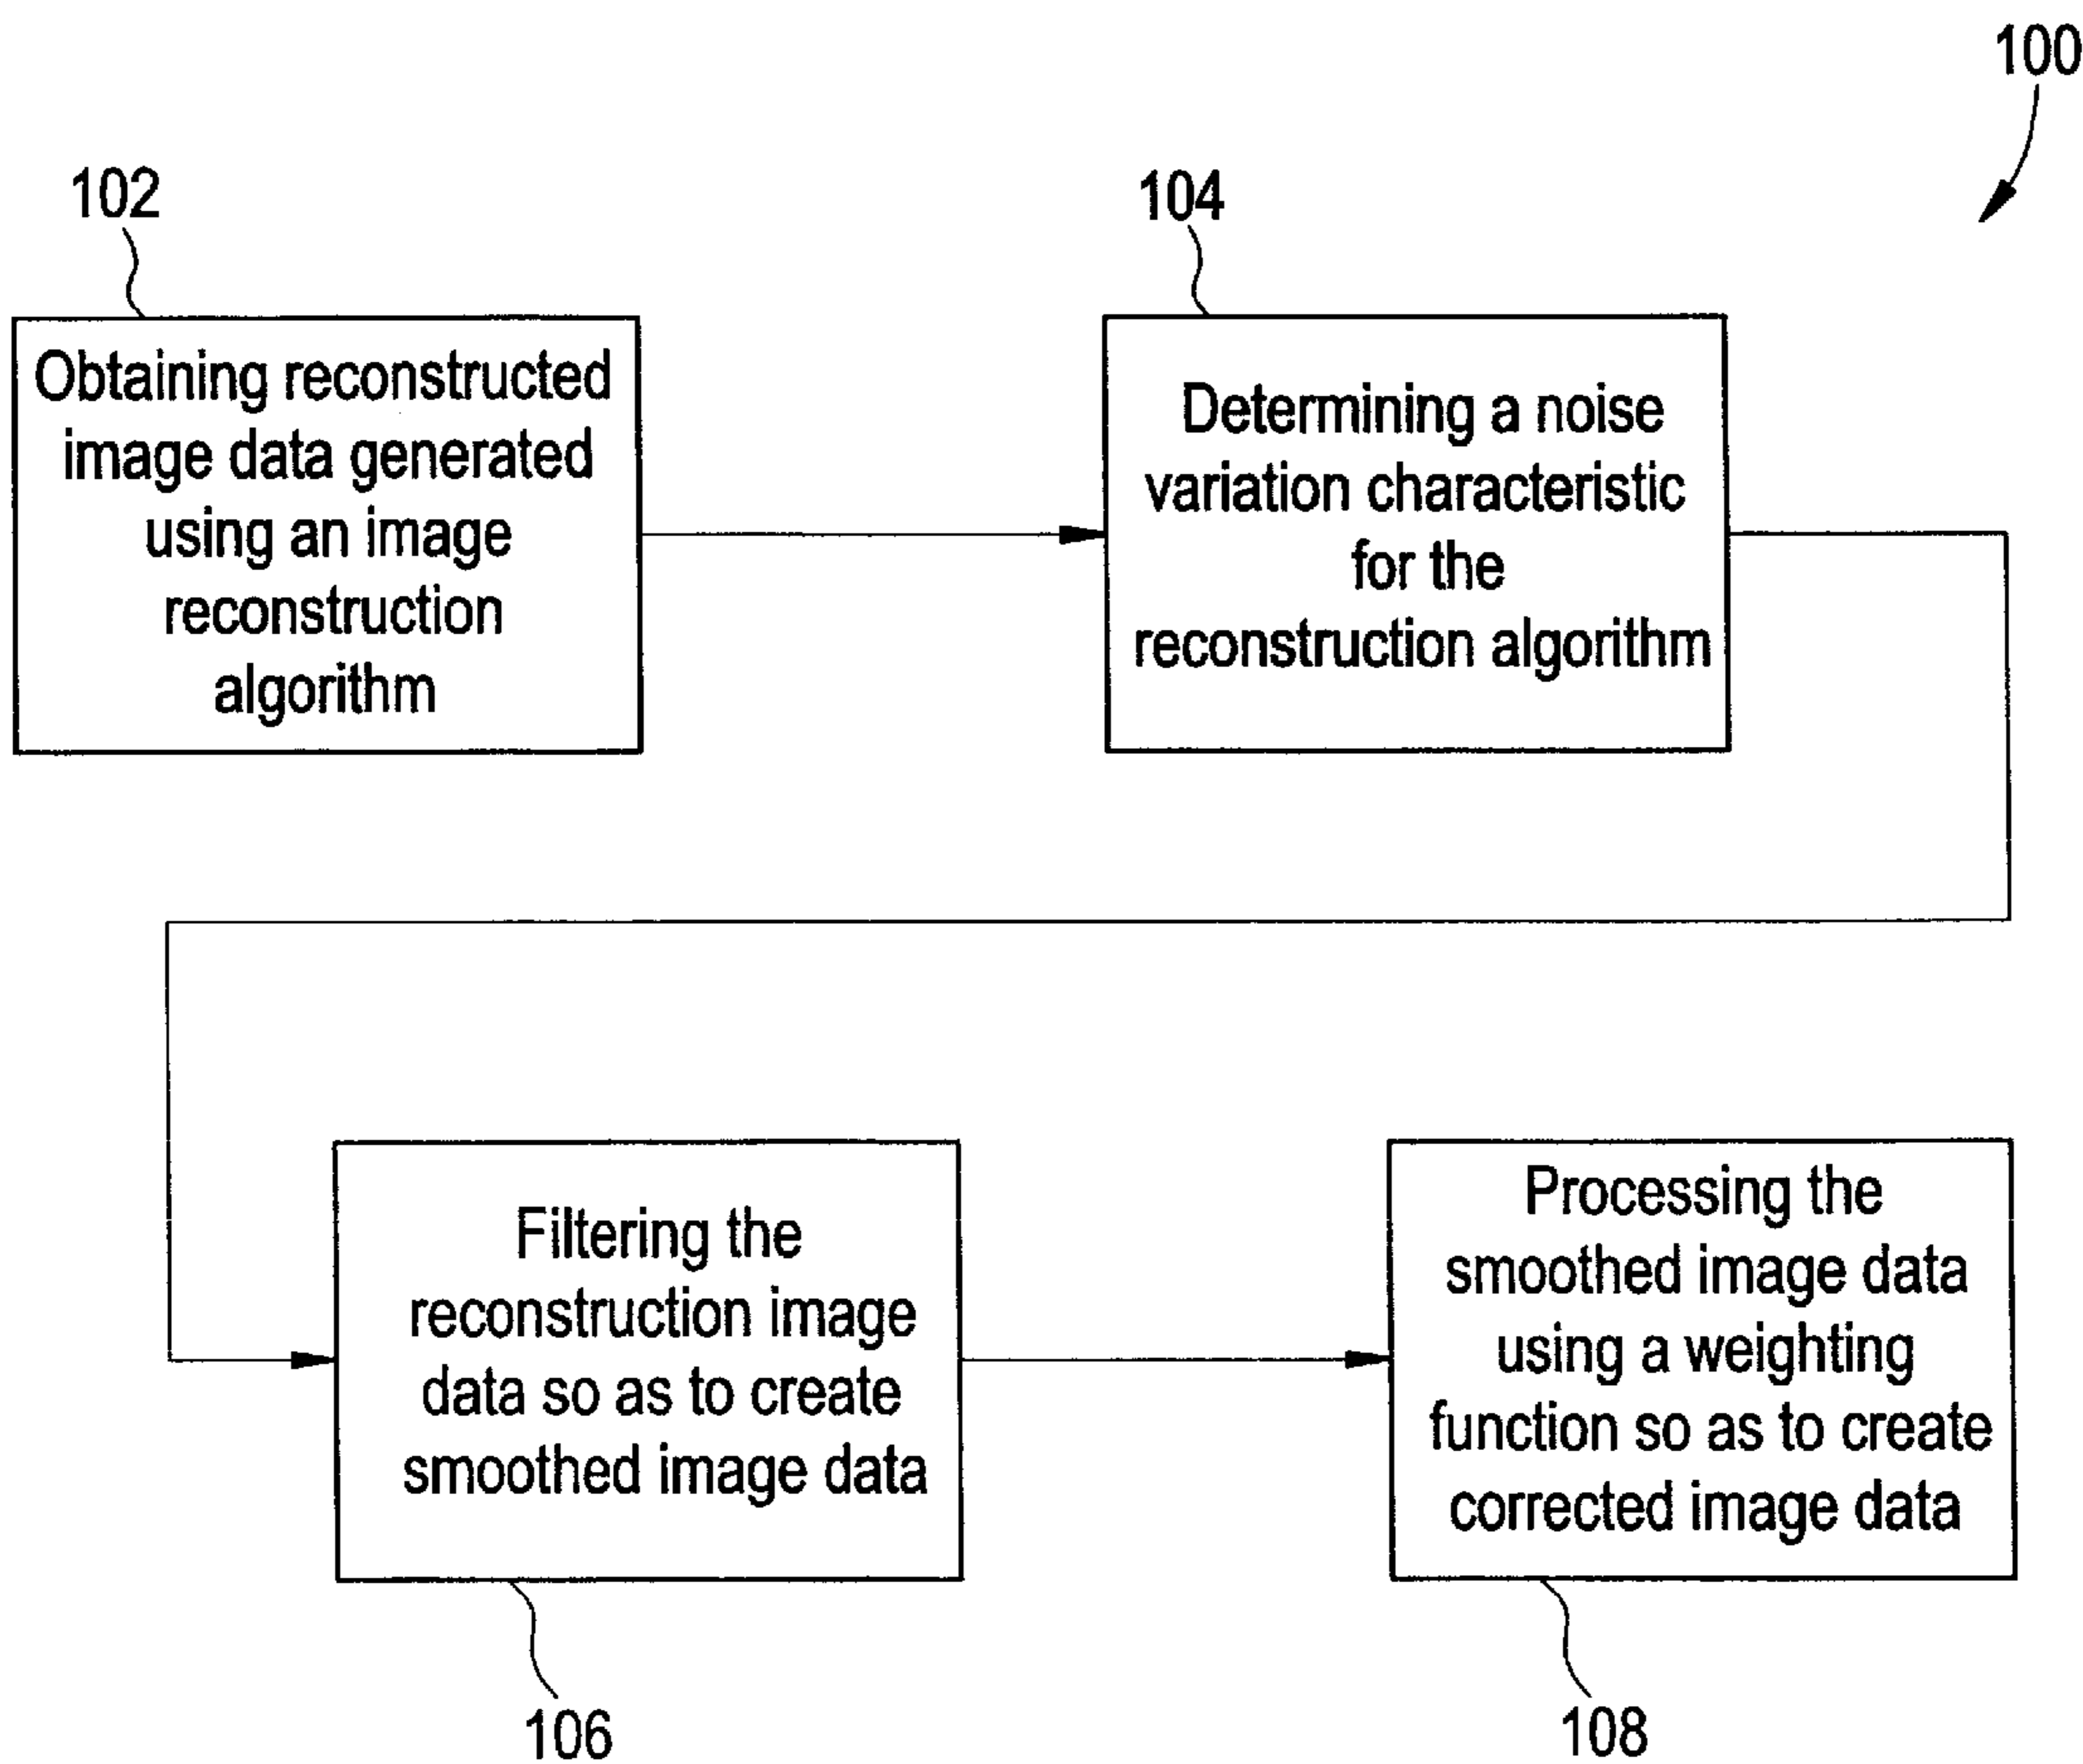 100
102
Obtaining reconstructed
image data generated
using an image
reconstruction
algorithm
104
Determining a noise
variation characteristic
for the
reconstruction algorithm
Filtering the
reconstruction image
data so as to create
smoothed image data
106
Processing the
smoothed image data
using a weighting
function so as to create
corrected image data
108